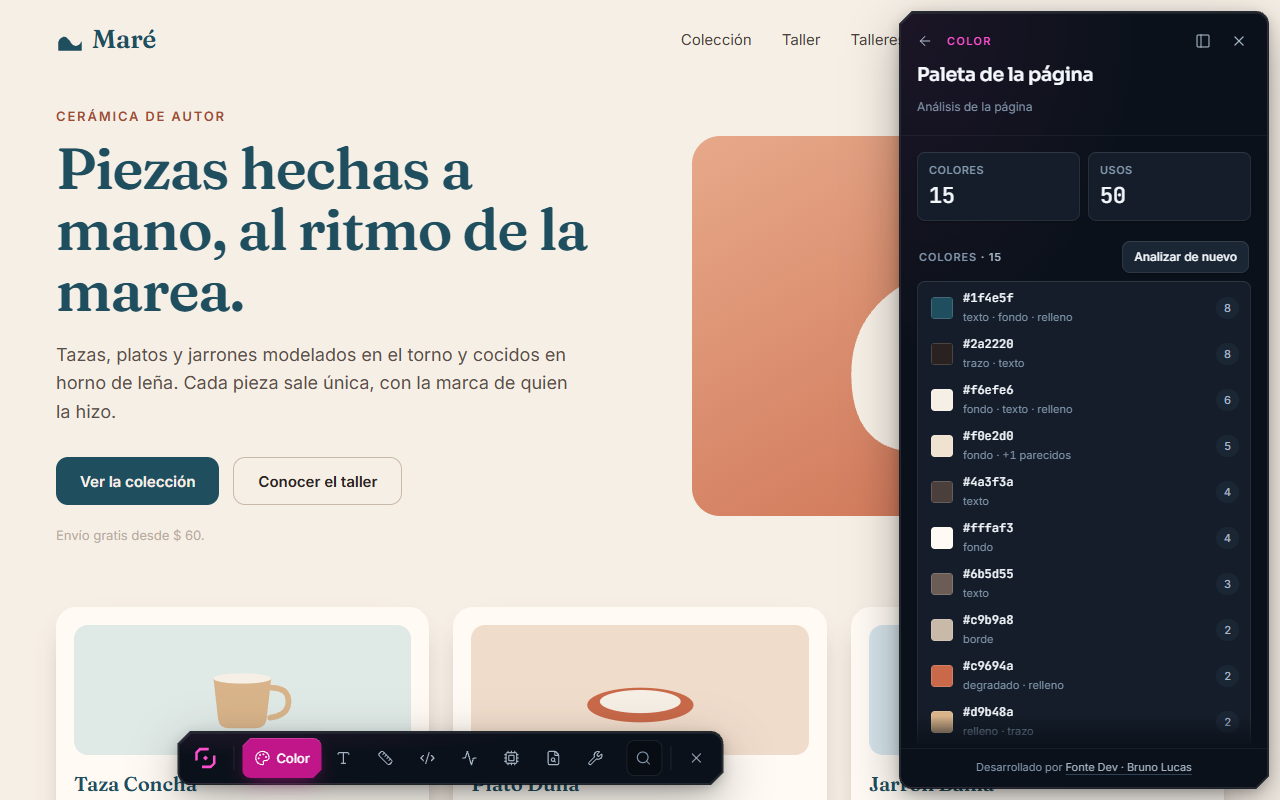 Maré
Colección
Taller
CERÁMICA DE AUTOR
Piezas hechas a
mano, al ritmo de la
marea.
Tazas, platos y jarrones modelados en el torno y cocidos en
horno de leña. Cada pieza sale única, con la marca de quien
la hizo.
Ver la colección
Conocer el taller
Envío gratis desde $ 60.
Taza Concha
Plato Duna
Color
COLOR
Paleta de la página
Análisis de la página
COLORES
15
USOS
50
COLORES · 15
Analizar de nuevo
#1f4e5f
texto · fondo · relleno
8
#2a2220
trazo · texto
8
#f6efe6
fondo · texto · relleno
6
#f0e2d0
fondo · +1 parecidos
5
#4a3f3a
texto
4
#fffaf3
fondo
4
#6b5d55
texto
3
#c9b9a8
borde
2
#c9694a
degradado · relleno
2
#d9b48a
relleno · trazo
2
Desarrollado por Fonte Dev · Bruno Lucas